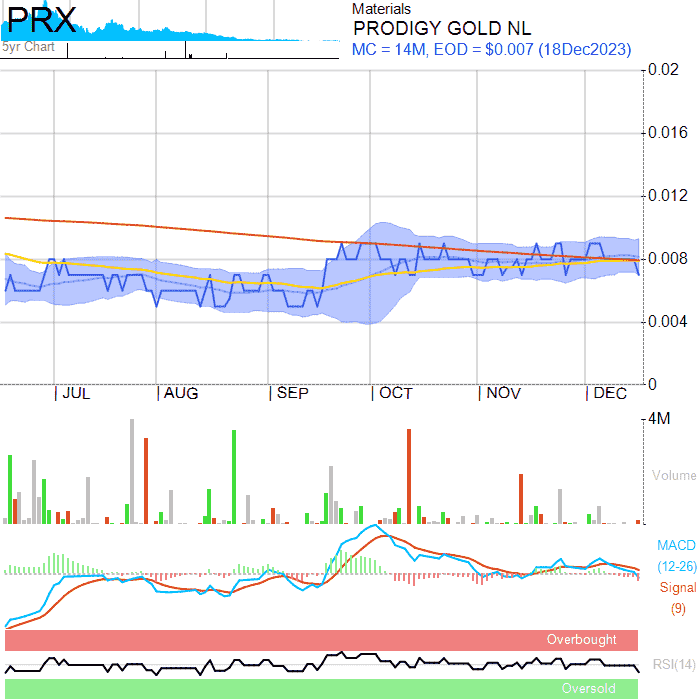 PRX
Materials
PRODIGY GOLD NL
MC = 14M, EOD = $0.007 (18Dec2023)
5yr Chart
0.02
0.016
0.012
0.008
0.004
0
JUL AUG SEP OCT NOV DEC
4M
Volume
MACD
(12-26)
Signal
(9)
Overbought
RSI(14)
Oversold